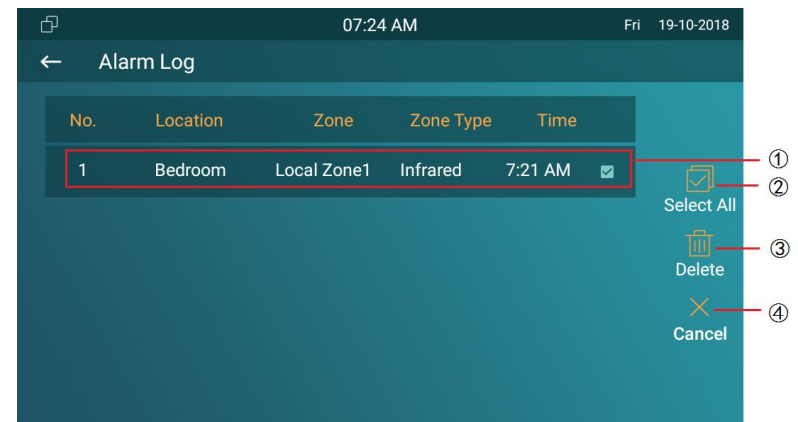 07:24 AM Fri 19-10-2018
Alarm Log
No. Location Zone Zone Type Time
1 Bedroom Local Zone1 Infrared 7:21 AM
①
②
Select All
③
Delete
④
Cancel